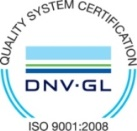 QUALITY SYSTEM CERTIFICATION
DNV·GL
ISO 9001:2008